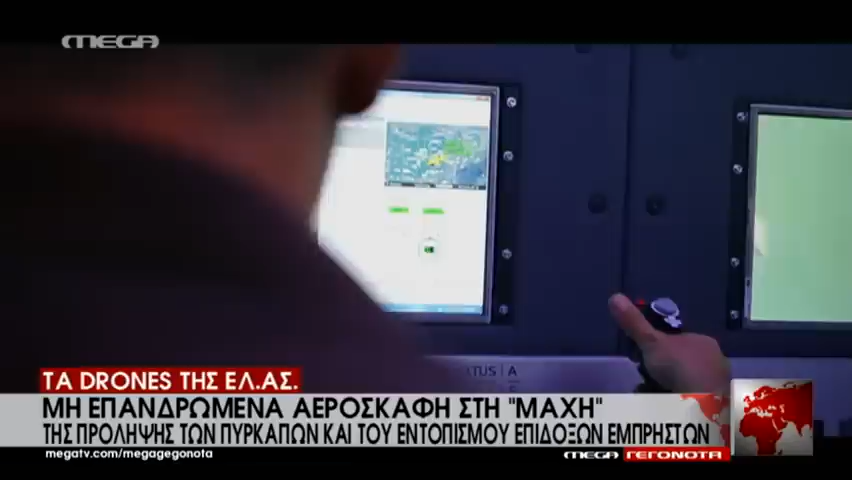 MEGA
TUS | A
ΤΑ DRONES ΤΗΣ ΕΛ.ΑΣ.
ΜΗ ΕΠΑΝΔΡΩΜΕΝΑ ΑΕΡΟΣΚΑΦΗ ΣΤΗ "ΜΑΧΗ"
ΤΗΣ ΠΡΟΛΗΨΗΣ ΤΩΝ ΠΥΡΚΑΓΙΩΝ ΚΑΙ ΤΟΥ ΕΝΤΟΠΙΣΜΟΥ ΕΠΙΔΟΞΩΝ ΕΜΠΡΗΣΤΩΝ
megatv.com/megagegonota
MEGA ΓΕΓΟΝΟΤΑ